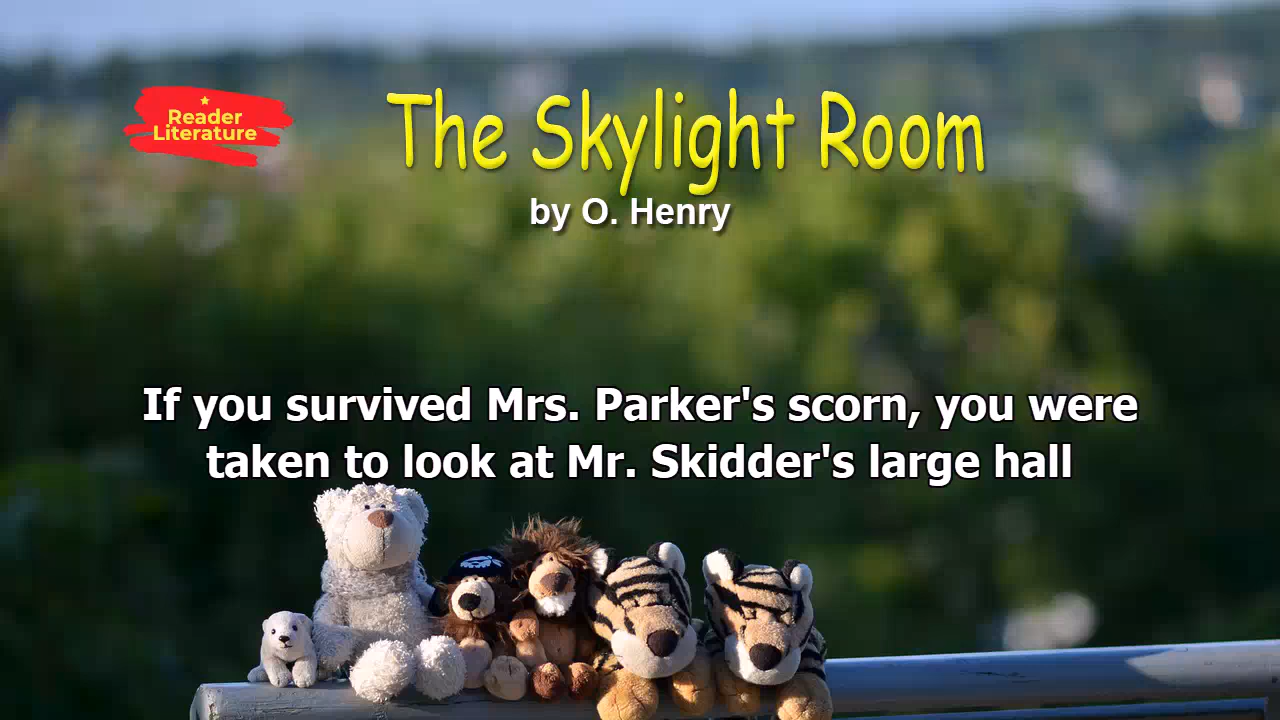 Reader
Literature
The Skylight Room
by O. Henry
If you survived Mrs. Parker's scorn, you were
taken to look at Mr. Skidder's large hall